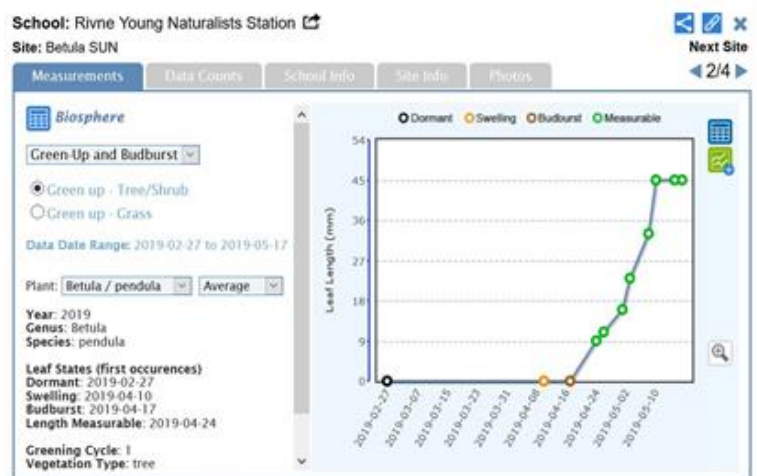 School: Rivne Young Naturalists Station
Site: Betula SUN
Next Site
2/4
Measurements
Data Counts
School Info
Site Info
Photos
Biosphere
Green-Up and Budburst
Green up - Tree/Shrub
Green up - Grass
Data Date Range: 2019-02-27 to 2019-05-17
Plant: Betula / pendula Average
Year: 2019
Genus: Betula
Species: pendula
Leaf States (first occurences)
Dormant: 2019-02-27
Swelling: 2019-04-10
Budburst: 2019-04-17
Length Measurable: 2019-04-24
Greening Cycle: 1
Vegetation Type: tree
Dormant Swelling Budburst Measurable
Leaf Length (mm)
54
45
36
27
18
9
0
2019-02-27
2019-03-07
2019-03-15
2019-03-23
2019-03-31
2019-04-08
2019-04-16
2019-04-24
2019-05-02
2019-05-10